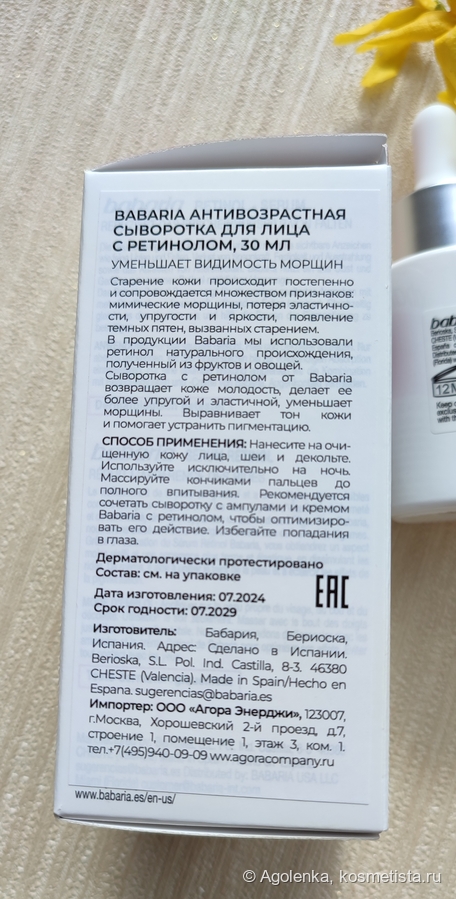 BABARIA АНТИВОЗРАСТНАЯ
СЫВОРОТКА ДЛЯ ЛИЦА
С РЕТИНОЛОМ, 30 МЛ
УМЕНЬШАЕТ ВИДИМОСТЬ МОРЩИН
Старение кожи происходит постепенно
и сопровождается множеством признаков:
мимические морщины, потеря эластично-
сти, упругости и яркости, появление
темных пятен, вызванных старением.
В продукции Babaria мы использовали
ретинол натурального происхождения,
полученный из фруктов и овощей.
Сыворотка с ретинолом от Babaria
возвращает коже молодость, делает ее
более упругой и эластичной, уменьшает
морщины. Выравнивает тон кожи
и помогает устранить пигментацию.
СПОСОБ ПРИМЕНЕНИЯ: Нанесите на очи-
щенную кожу лица, шеи и декольте.
Используйте исключительно на ночь.
Массируйте кончиками пальцев до
полного впитывания. Рекомендуется
сочетать сыворотку с ампулами и кремом
Babaria с ретинолом, чтобы оптимизиро-
вать его действие. Избегайте попадания
в глаза.
Дерматологически протестировано
Состав: см. на упаковке
Дата изготовления: 07.2024
Срок годности: 07.2029
EAC
Изготовитель: Бабария, Бериоска,
Испания. Адрес: Сделано в Испании.
Berioska, S.L. Pol. Ind. Castilla, 8-3. 46380
CHESTE (Valencia). Made in Spain/Hecho en
Espana. sugerencias@babaria.es
Импортер: ООО «Агора Энерджи», 123007,
г.Москва, Хорошевский 2-й проезд, д.7,
строение 1, помещение 1, этаж 3, ком. 1.
тел.+7(495)940-09-09 www.agoracompany.ru
www.babaria.es/en-us/
12M
© Agolenka, kosmetista.ru